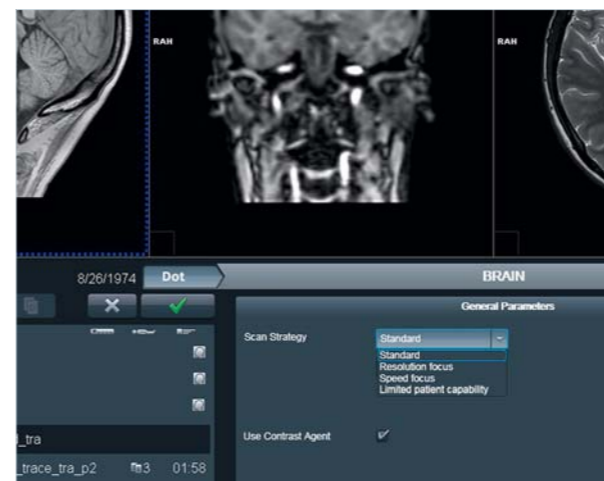 RAH
RAH
8/26/1974
Dot
BRAIN
General Parameters
Scan Strategy
Standard
Standard
Resolution focus
Speed focus
Limited patient capability
Use Contrast Agent
d_tra
_trace_tra_p2 3 01:58